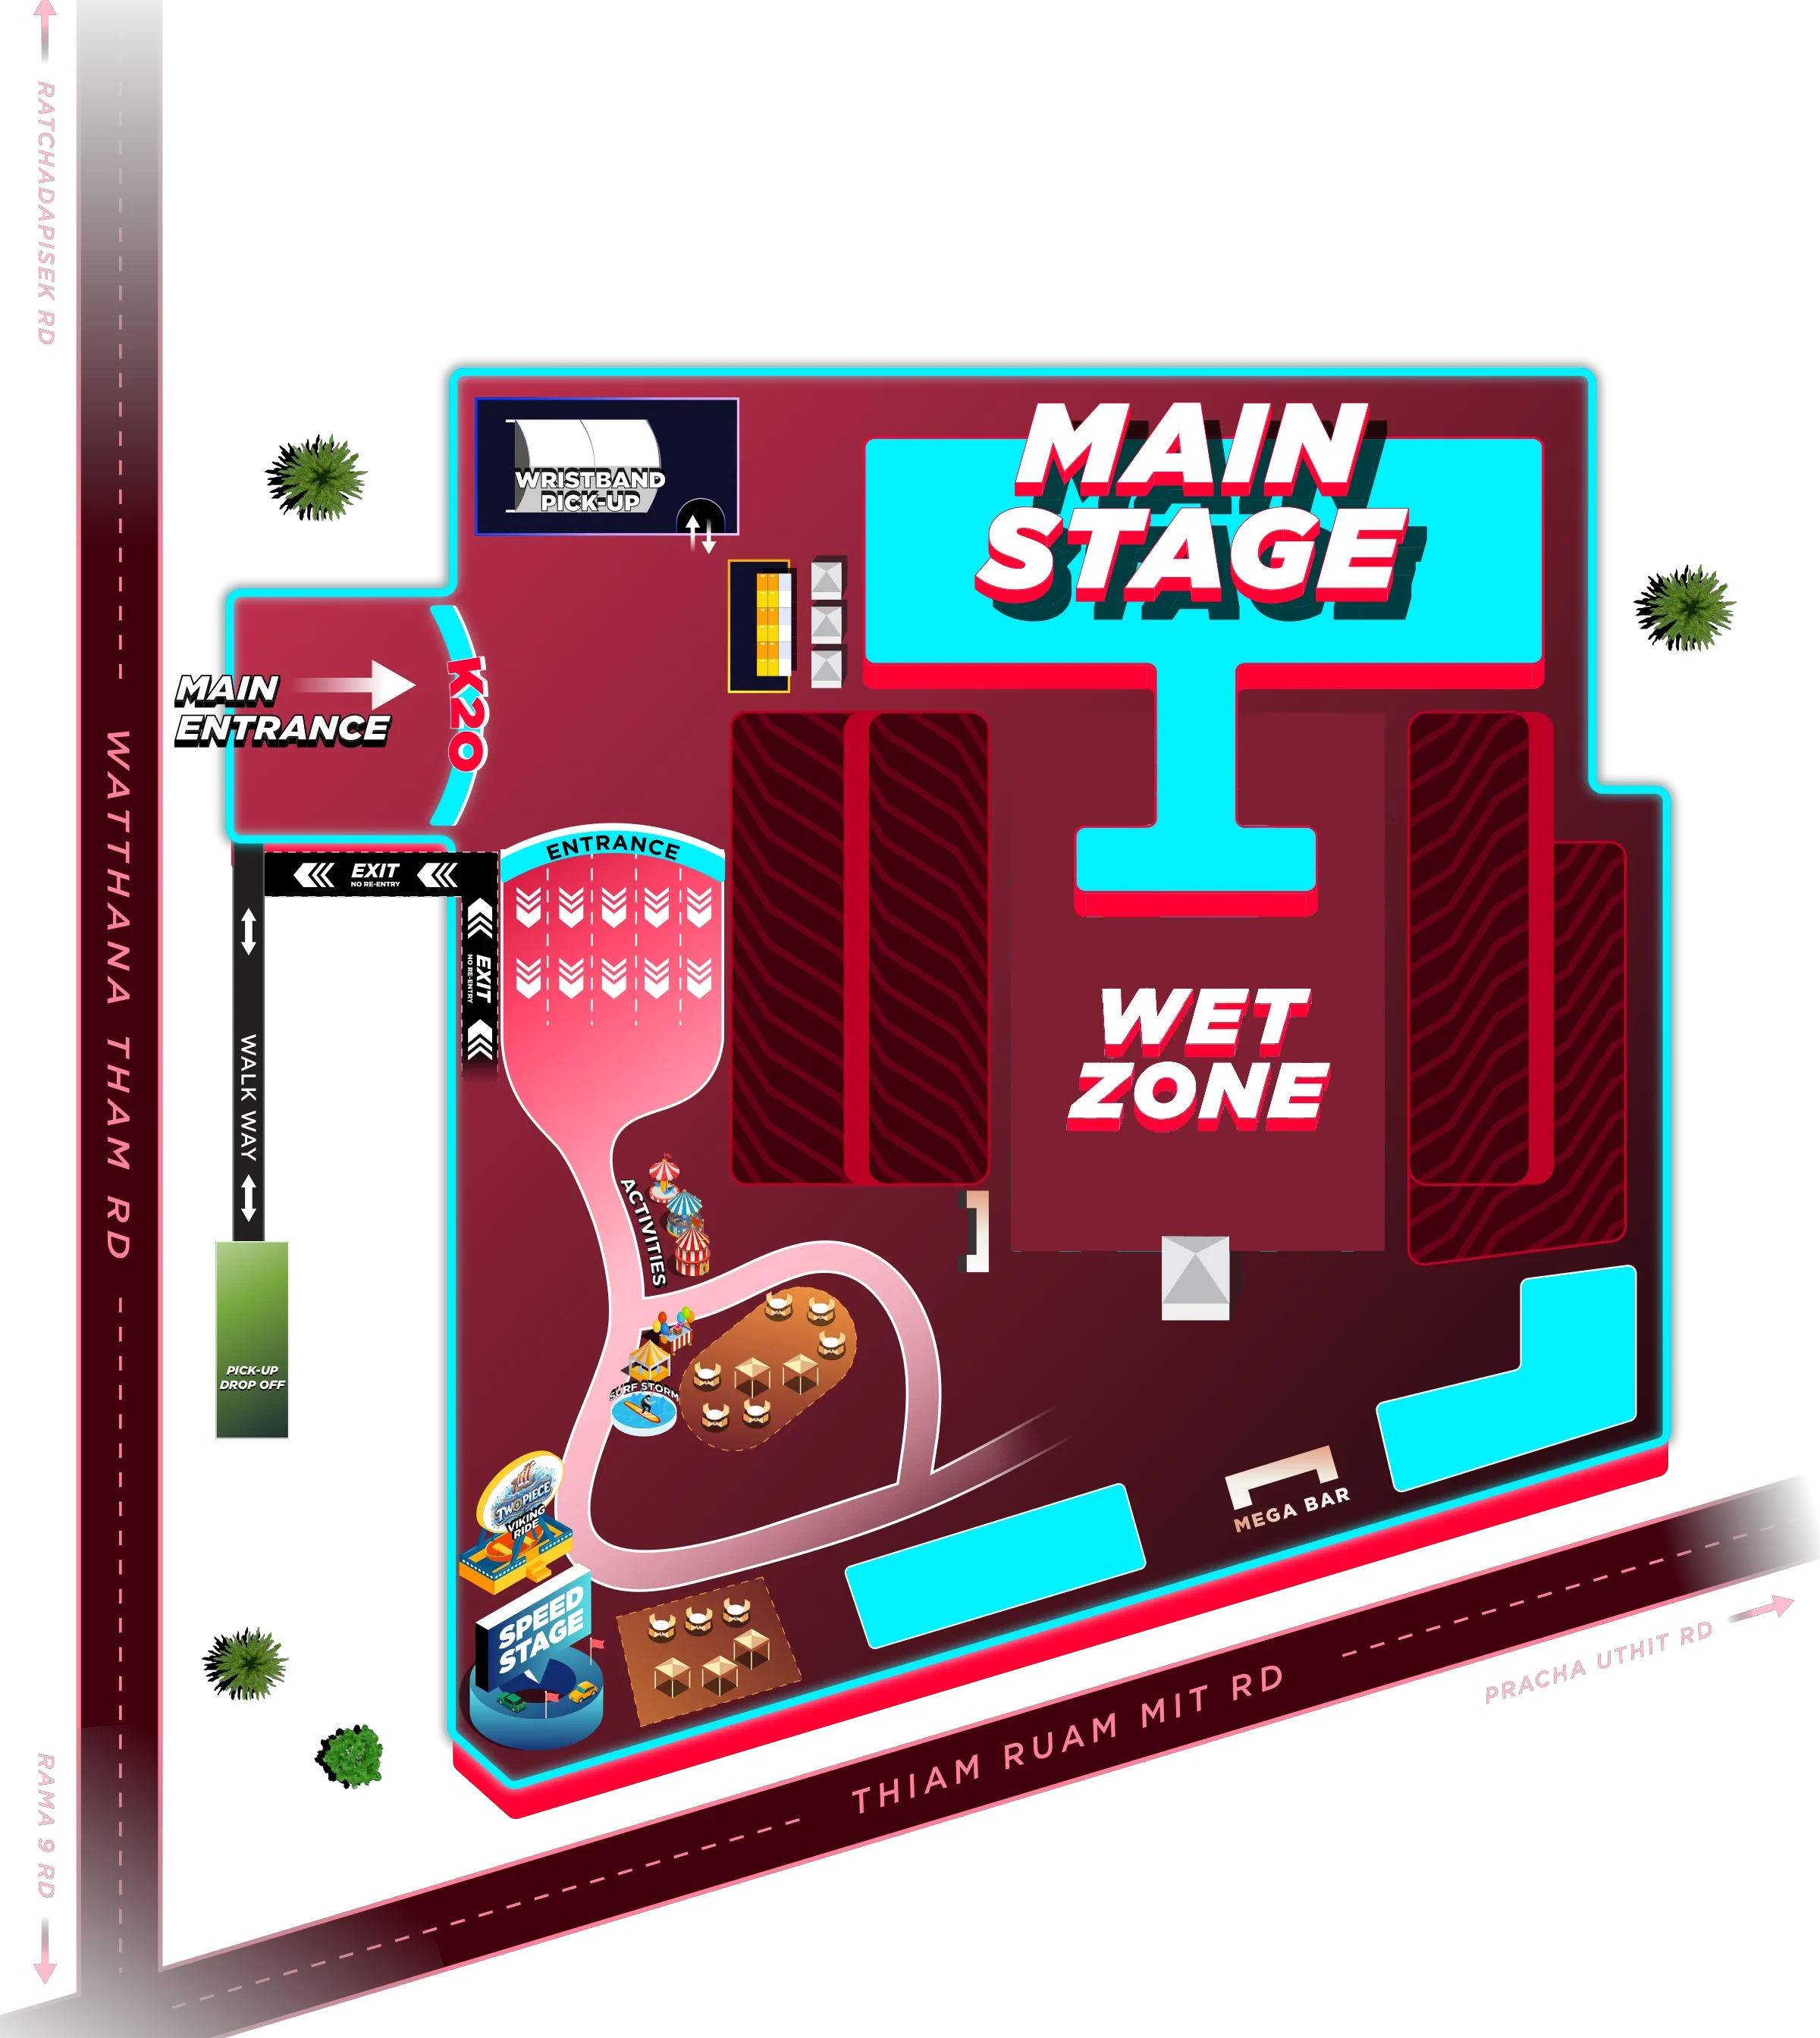 RATCHADAPISEK RD
WRISTBAND
PICK-UP
MAIN
STAGE
MAIN
ENTRANCE
K2O
WATTHANA THAM RD
ENTRANCE
EXIT
NO RE-ENTRY
EXIT
NO RE-ENTRY
WALK WAY
WET
ZONE
ACTIVITIES
PICK-UP
DROP OFF
SURF STORM
TWO PIECE
VIKING
RIDE
MEGA BAR
SPEED
STAGE
THIAM RUAM MIT RD
PRACHA UTHIT RD
RAMA 9 RD